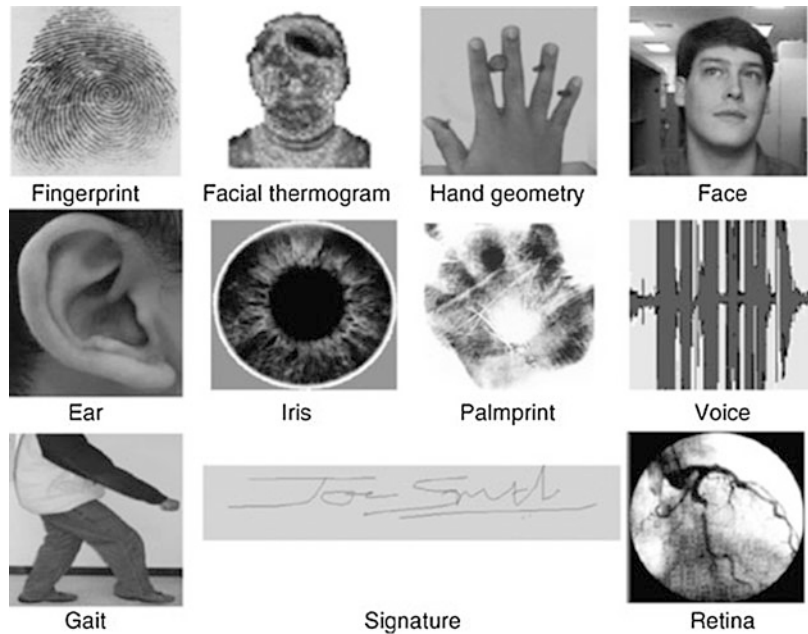 Fingerprint Facial thermogram Hand geometry Face
Ear Iris Palmprint Voice
Joe Smith
Gait Signature Retina